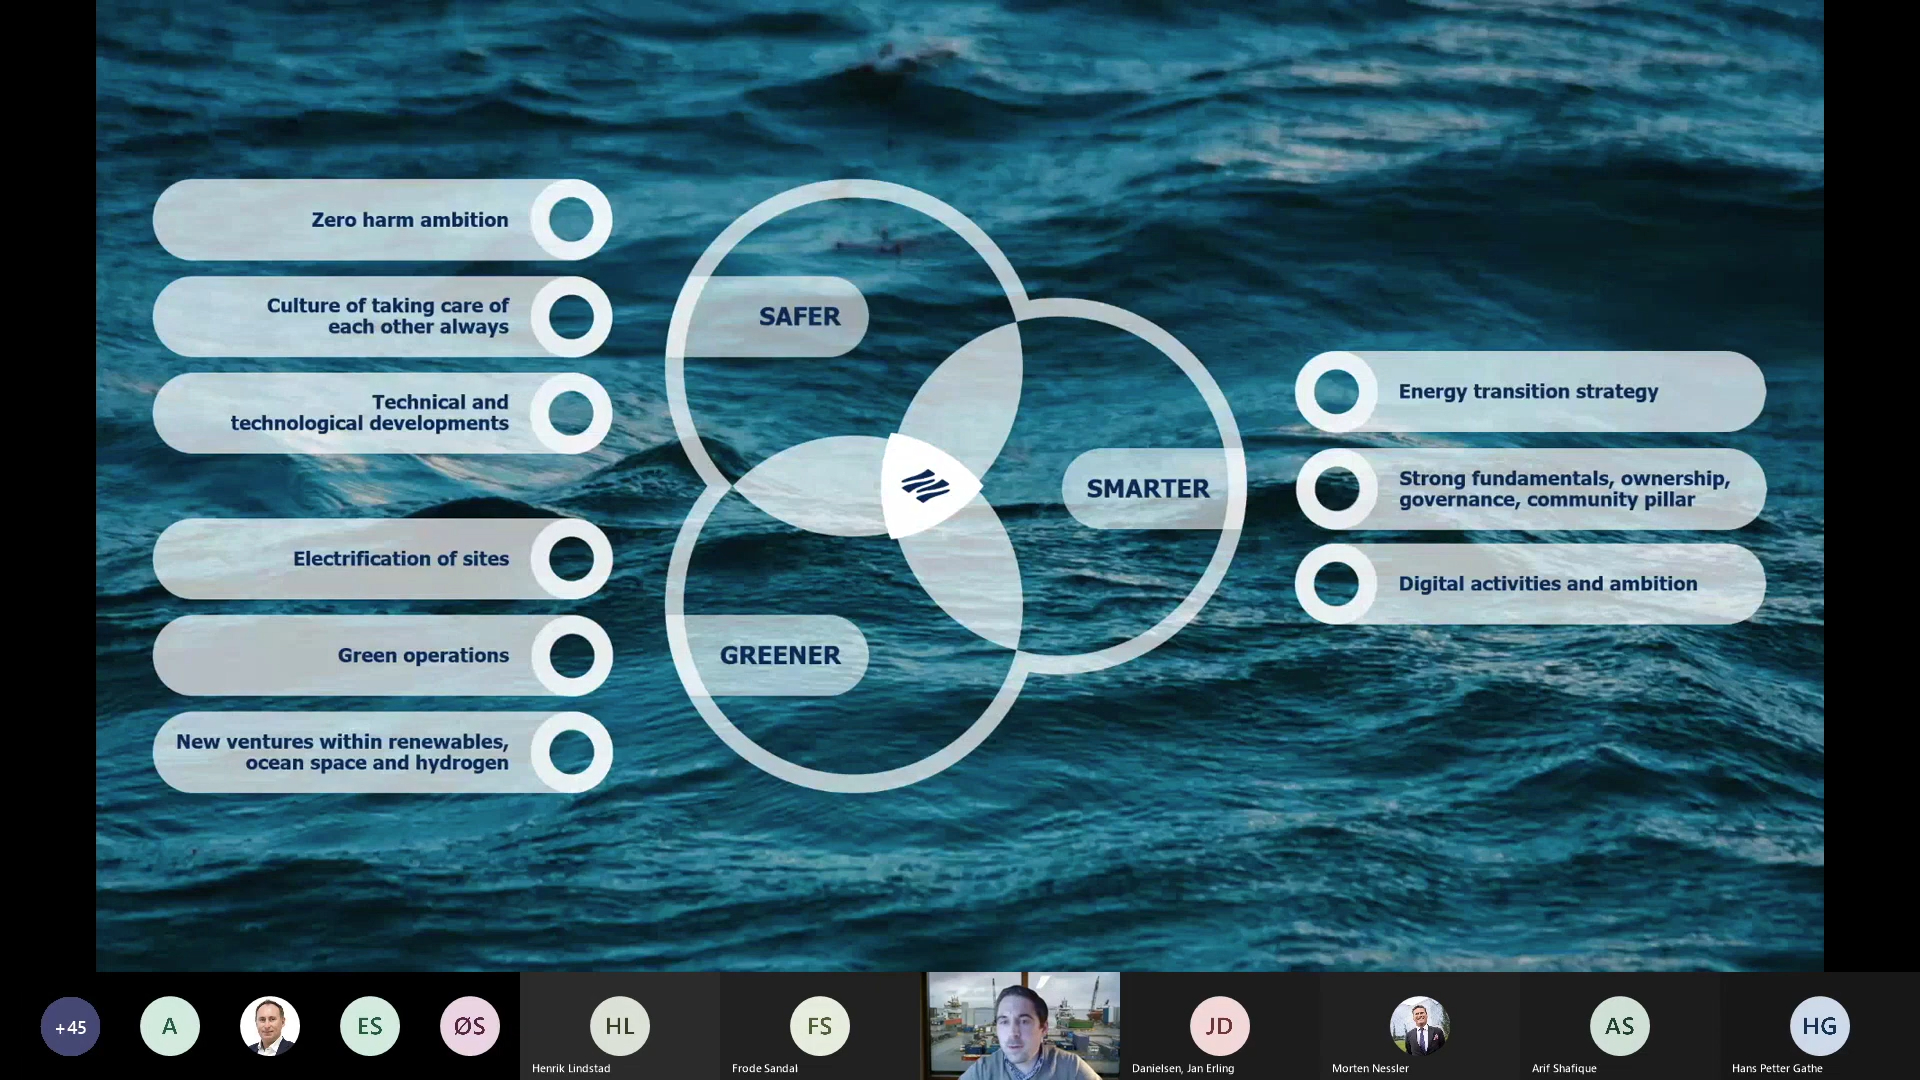 Zero harm ambition
Culture of taking care of
each other always
Technical and
technological developments
Electrification of sites
Green operations
New ventures within renewables,
ocean space and hydrogen
SAFER
GREENER
SMARTER
Energy transition strategy
Strong fundamentals, ownership,
governance, community pillar
Digital activities and ambition
+45
A
ES
ØS
HL
Henrik Lindstad
FS
Frode Sandal
JD
Danielsen, Jan Erling
Morten Nessler
AS
Arif Shafique
HG
Hans Petter Gathe